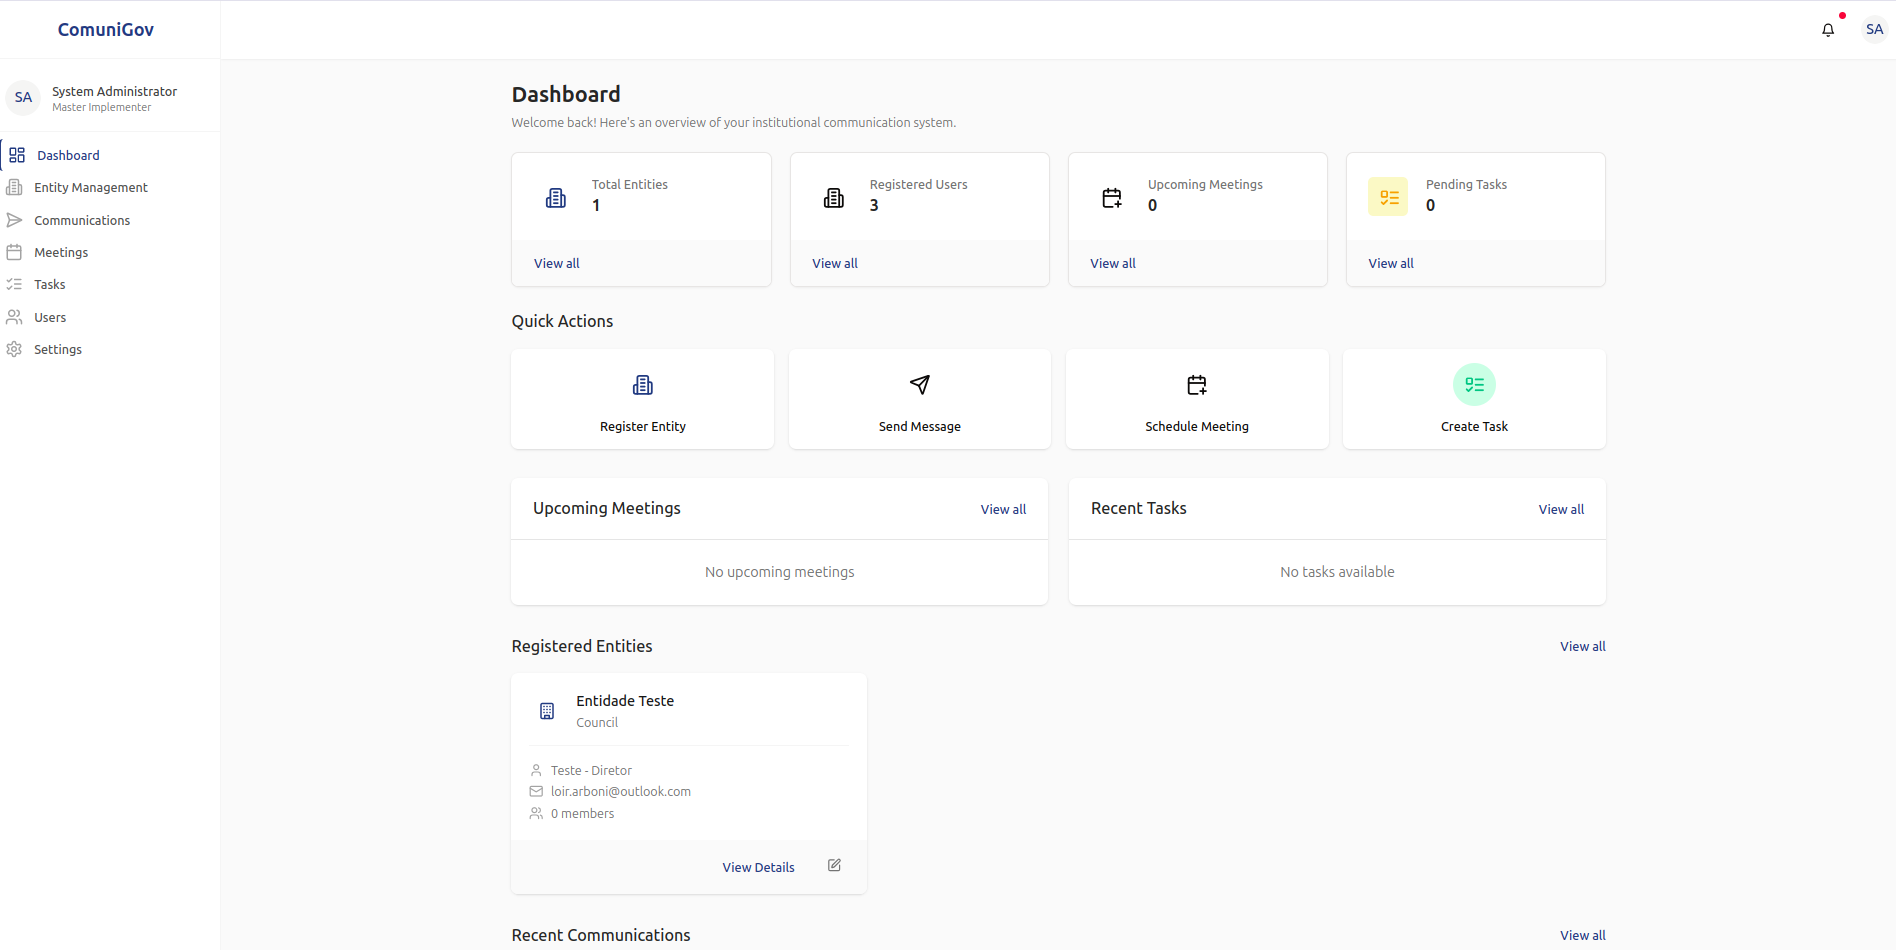 ComuniGov
SA
SA
System Administrator
Master Implementer
Dashboard
Entity Management
Communications
Meetings
Tasks
Users
Settings
Dashboard
Welcome back! Here's an overview of your institutional communication system.
Total Entities
1
View all
Registered Users
3
View all
Upcoming Meetings
0
View all
Pending Tasks
0
View all
Quick Actions
Register Entity
Send Message
Schedule Meeting
Create Task
Upcoming Meetings
View all
No upcoming meetings
Recent Tasks
View all
No tasks available
Registered Entities
View all
Entidade Teste
Council
Teste - Diretor
loir.arboni@outlook.com
0 members
View Details
Recent Communications
View all